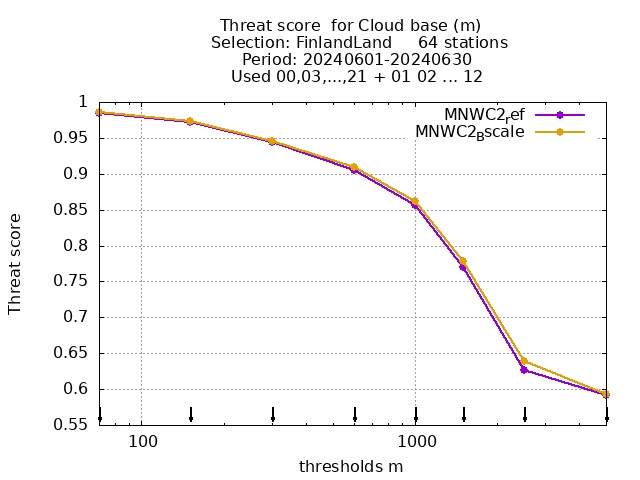 Threat score  for Cloud base (m)
Selection: FinlandLand     64 stations
Period: 20240601-20240630
Used 00,03,...,21 + 01 02 ... 12
MNWC2ref
MNWC2Bscale
1
0.95
0.9
0.85
0.8
0.75
0.7
0.65
0.6
0.55
Threat score
100
1000
thresholds m